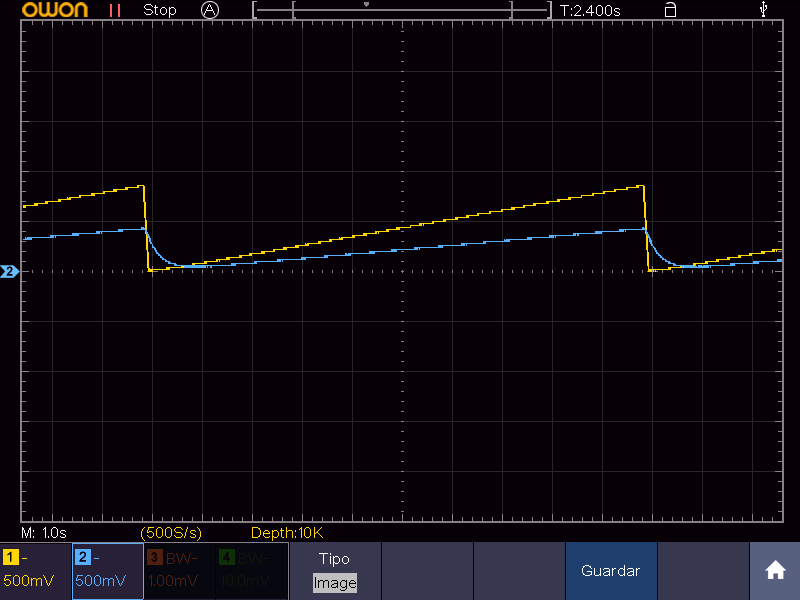 OWON Stop A T:2.400s
2
M: 1.0s (500S/s) Depth:10K
1 - 2 - 3 BW- 4 BW- Tipo
500mV 500mV 1.00mV 10.0mV Image Guardar